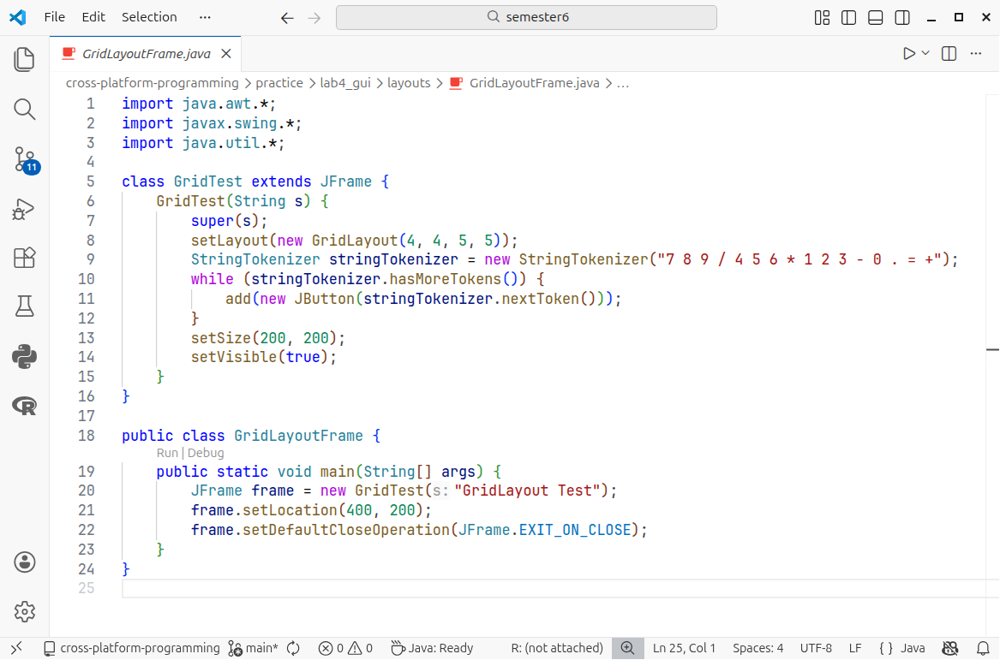 File Edit Selection ··· semester6
GridLayoutFrame.java
cross-platform-programming > practice > lab4_gui > layouts > GridLayoutFrame.java > ...
1 import java.awt.*;
2 import javax.swing.*;
3 import java.util.*;
4
5 class GridTest extends JFrame {
6     GridTest(String s) {
7         super(s);
8         setLayout(new GridLayout(4, 4, 5, 5));
9         StringTokenizer stringTokenizer = new StringTokenizer("7 8 9 / 4 5 6 * 1 2 3 - 0 . = +");
10         while (stringTokenizer.hasMoreTokens()) {
11             add(new JButton(stringTokenizer.nextToken()));
12         }
13         setSize(200, 200);
14         setVisible(true);
15     }
16 }
17
18 public class GridLayoutFrame {
Run | Debug
19     public static void main(String[] args) {
20         JFrame frame = new GridTest(s: "GridLayout Test");
21         frame.setLocation(400, 200);
22         frame.setDefaultCloseOperation(JFrame.EXIT_ON_CLOSE);
23     }
24 }
25
11
cross-platform-programming main* 0 0 Java: Ready R: (not attached) Ln 25, Col 1 Spaces: 4 UTF-8 LF { } Java